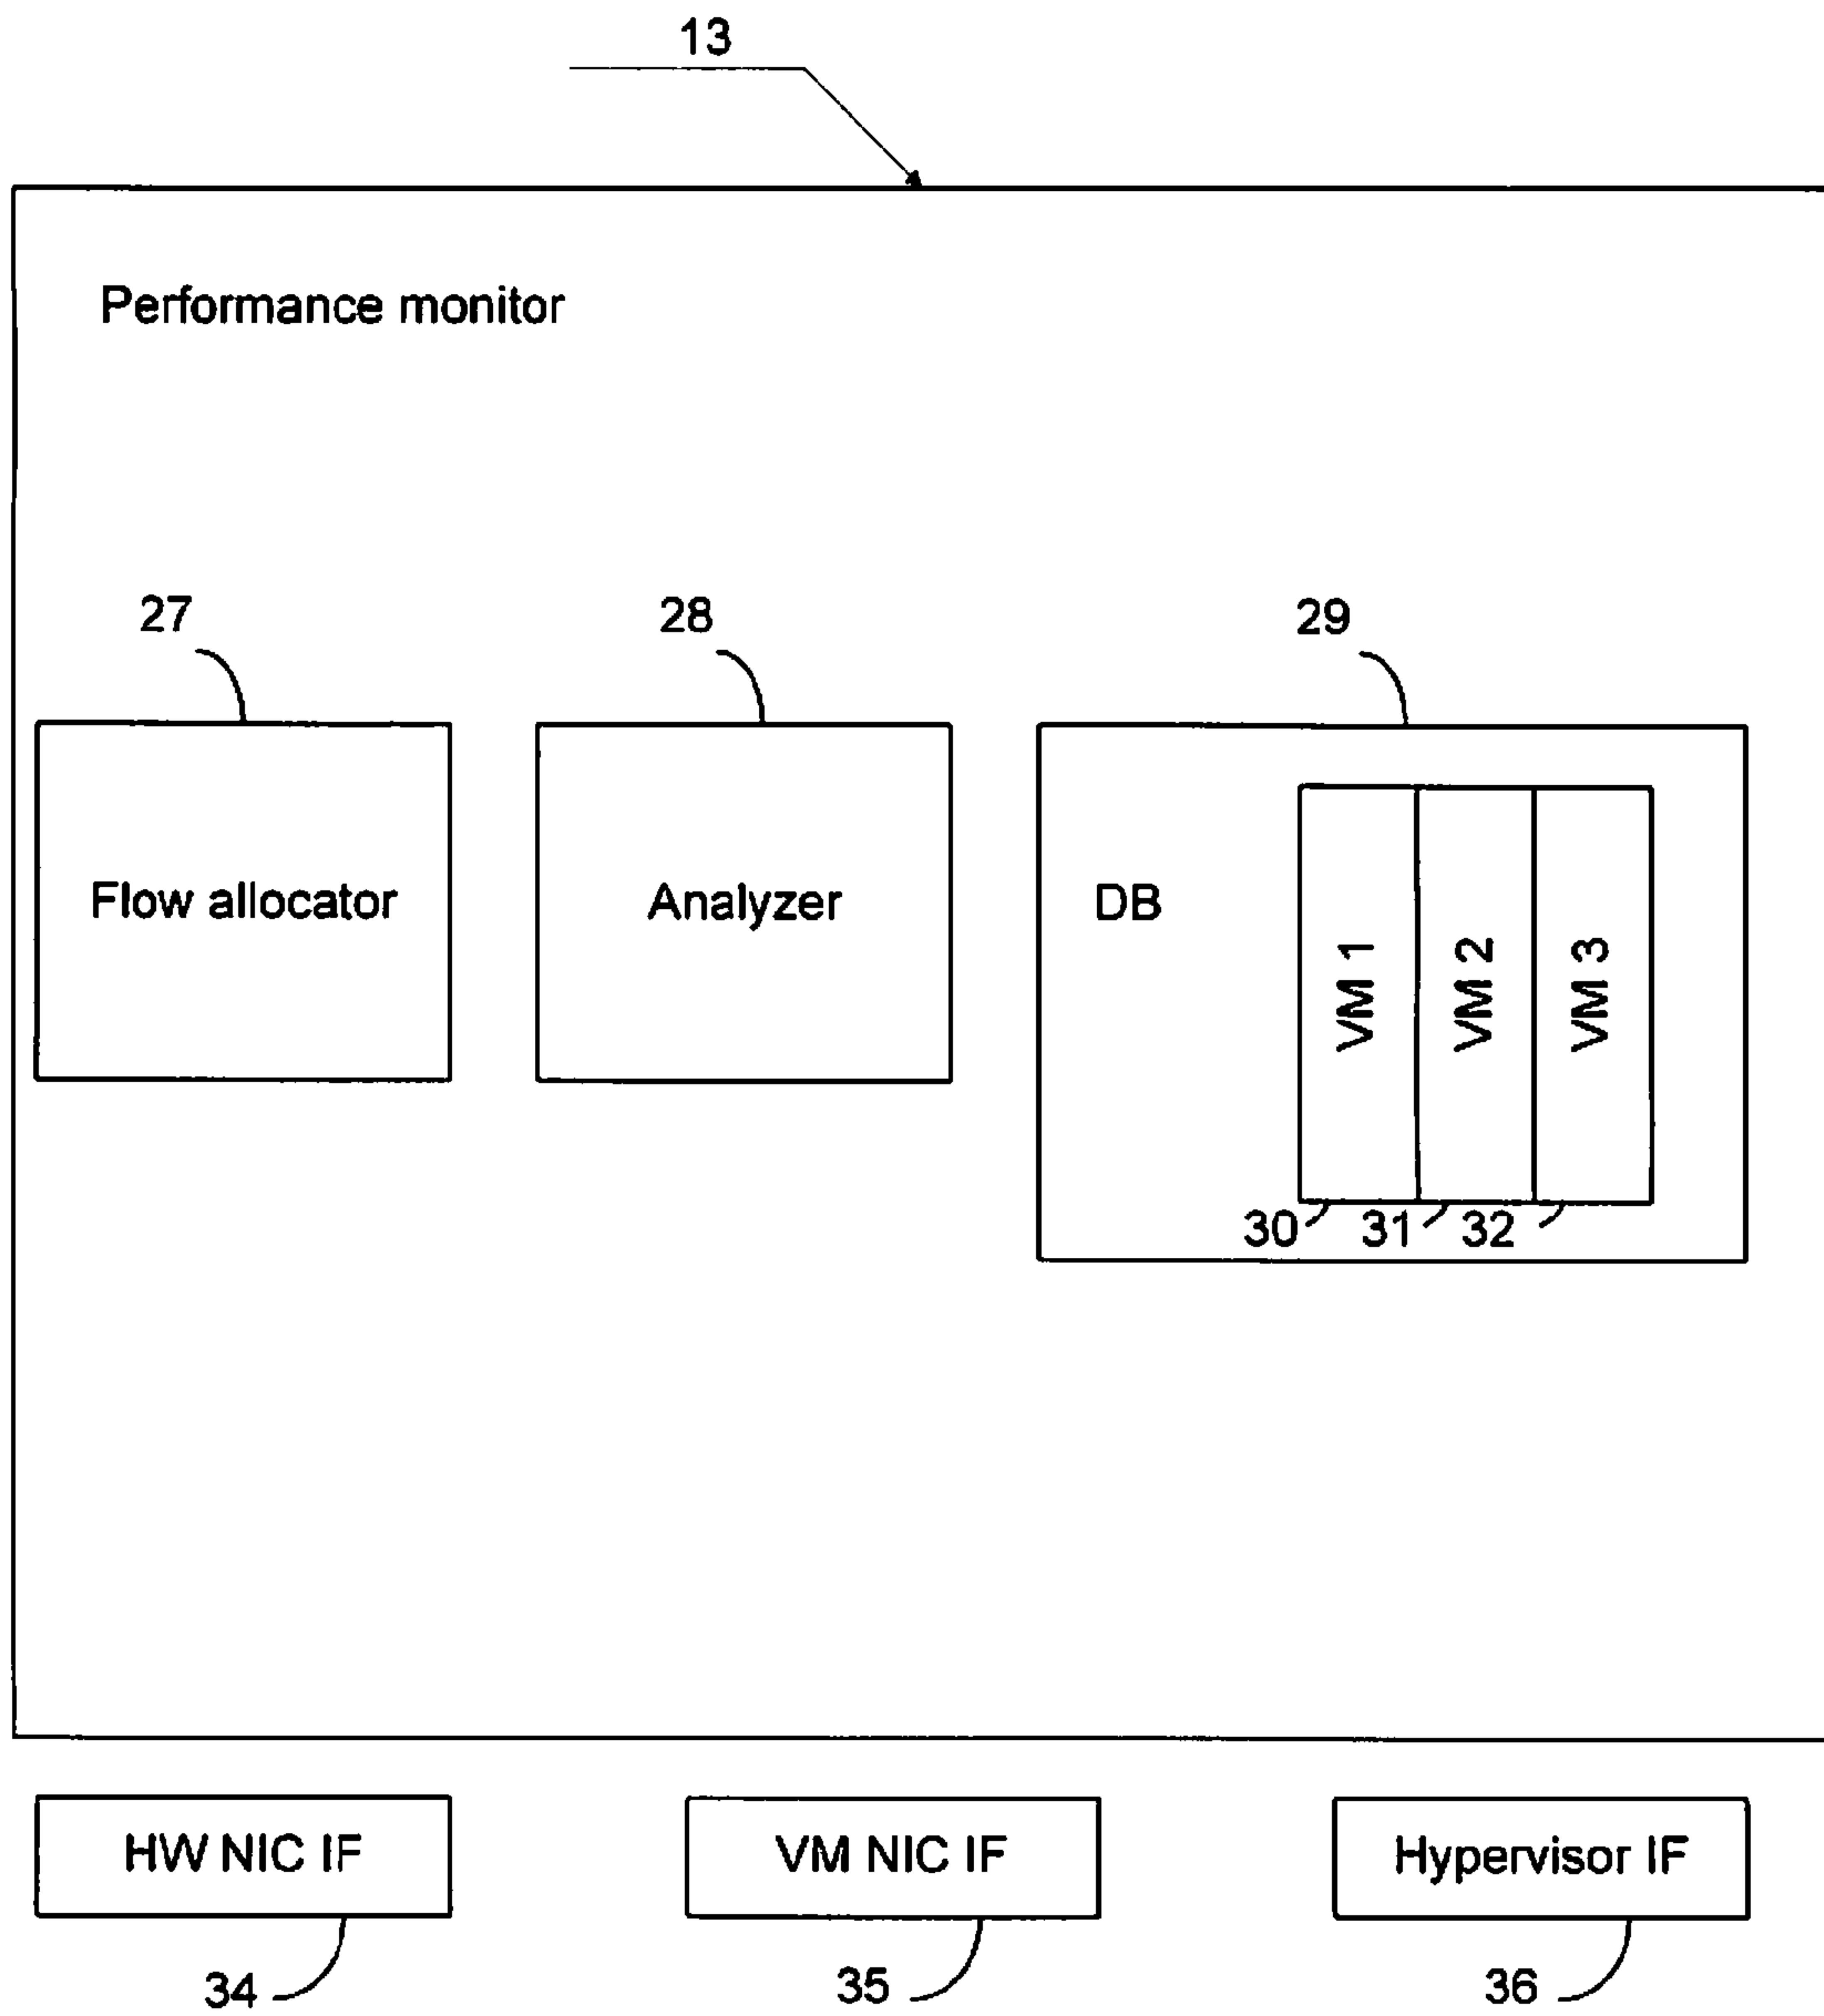 13
Performance monitor
27
28
29
Flow allocator
Analyzer
DB
VM 1
VM 2
VM 3
30
31
32
HW NIC IF
VM NIC IF
Hypervisor IF
34
35
36